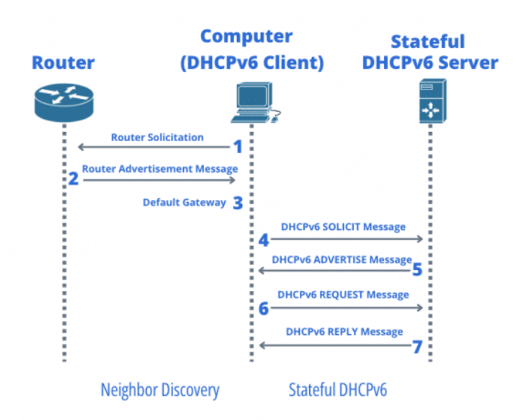 Router
Computer
(DHCPv6 Client)
Stateful
DHCPv6 Server
Router Solicitation
1
2
Router Advertisement Message
Default Gateway
3
DHCPv6 SOLICIT Message
4
DHCPv6 ADVERTISE Message
5
DHCPv6 REQUEST Message
6
DHCPv6 REPLY Message
7
Neighbor Discovery
Stateful DHCPv6